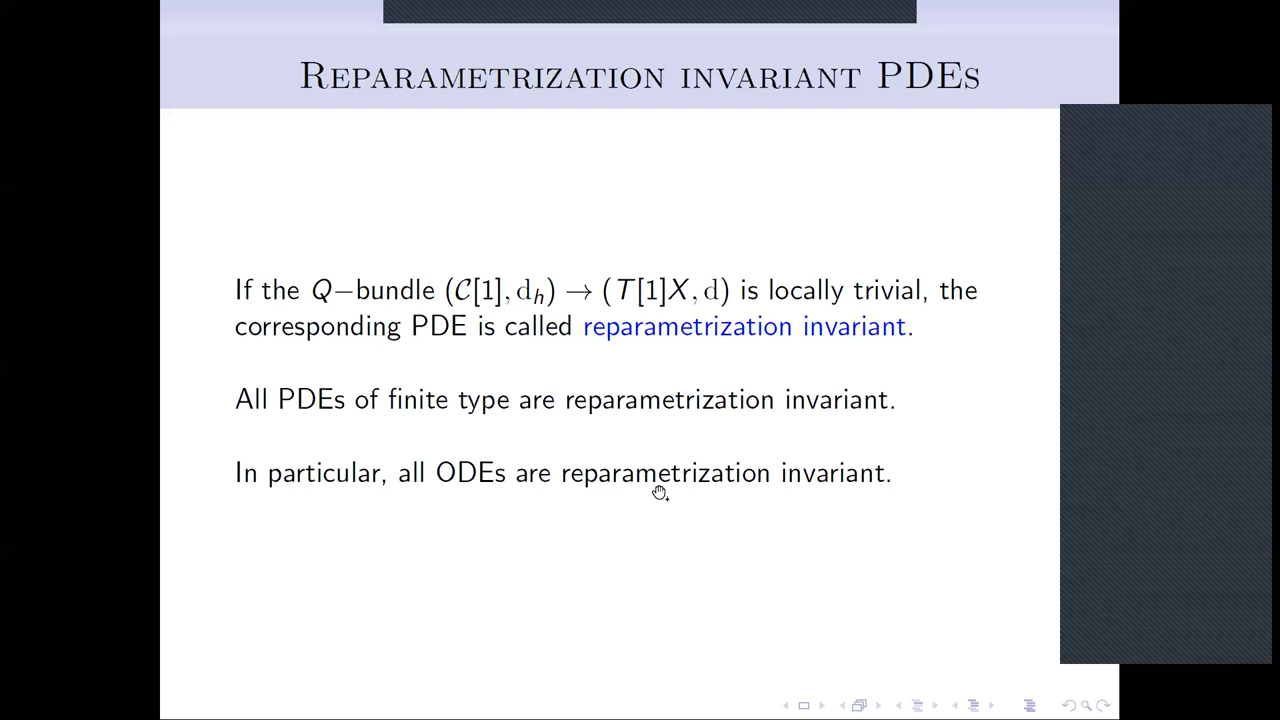 Reparametrization invariant PDEs
If the Q−bundle (𝒞[1], d_h) → (T[1]X, d) is locally trivial, the
corresponding PDE is called reparametrization invariant.
All PDEs of finite type are reparametrization invariant.
In particular, all ODEs are reparametrization invariant.